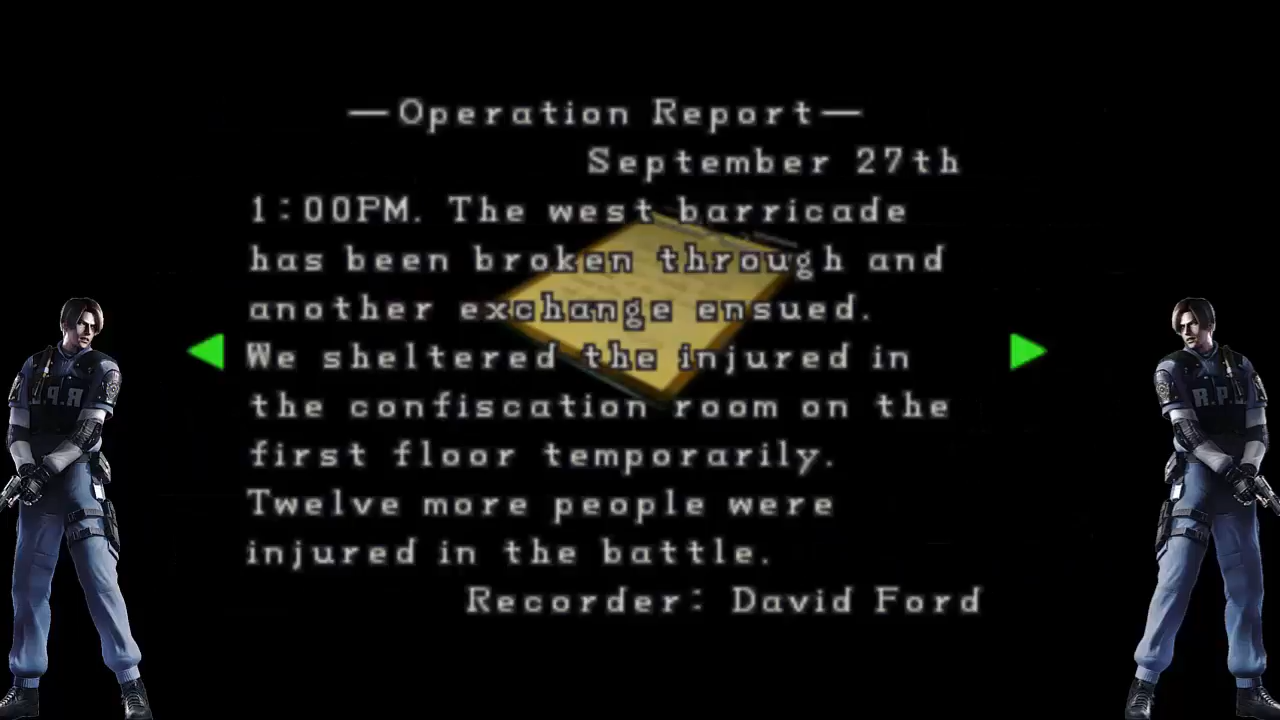 —Operation Report—
September 27th
1:00PM. The west barricade
has been broken through and
another exchange ensued.
We sheltered the injured in
the confiscation room on the
first floor temporarily.
Twelve more people were
injured in the battle.
Recorder: David Ford
R.P.D